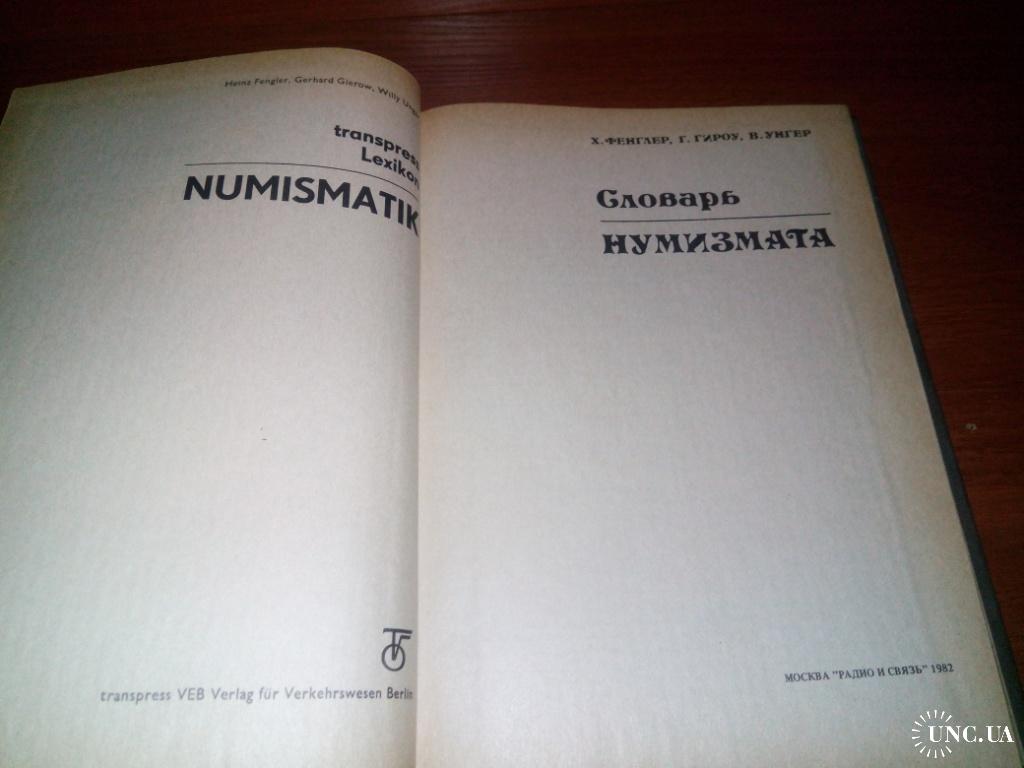 Heinz Fengler, Gerhard Gierow, Willy
transpress
Lexikon
NUMISMATIK
transpress VEB Verlag für Verkehrswesen Berlin
Х. ФЕНГЛЕР, Г. ГИРОУ, В. УНГЕР
Словарь
НУМИЗМАТА
МОСКВА "РАДИО И СВЯЗЬ" 1982
UNC.UA